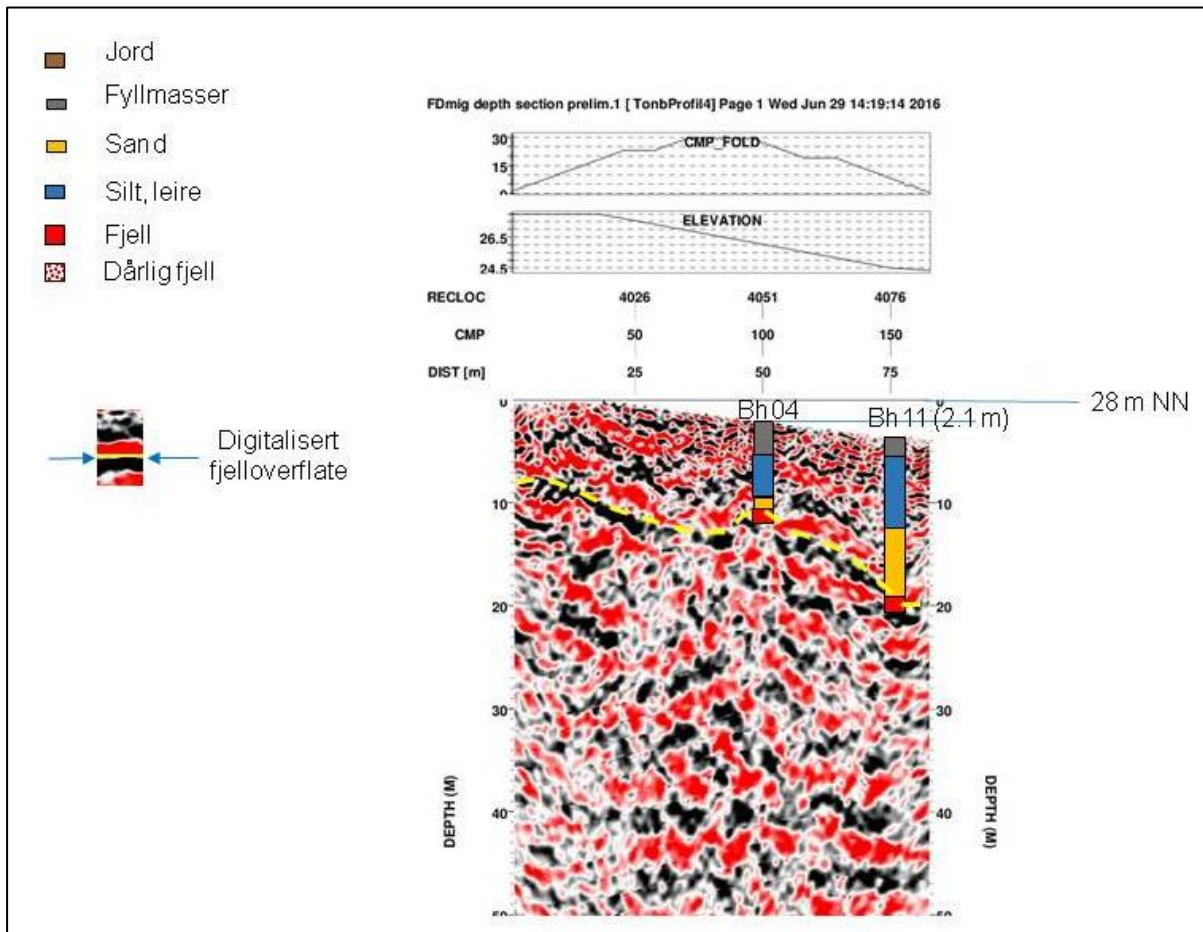 Jord
Fyllmasser
Sand
Silt, leire
Fjell
Dårlig fjell
Digitalisert
fjelloverflate
FDmig depth section prelim.1 [ TonbProfil4] Page 1 Wed Jun 29 14:19:14 2016
30
15
0
CMP_FOLD
26.5
24.5
ELEVATION
RECLOC 4026 4051 4076
CMP 50 100 150
DIST [m] 25 50 75
0 0
28 m NN
Bh 04
Bh 11 (2.1 m)
10 10
20 20
30 30
40 40
50 50
DEPTH (M) DEPTH (M)